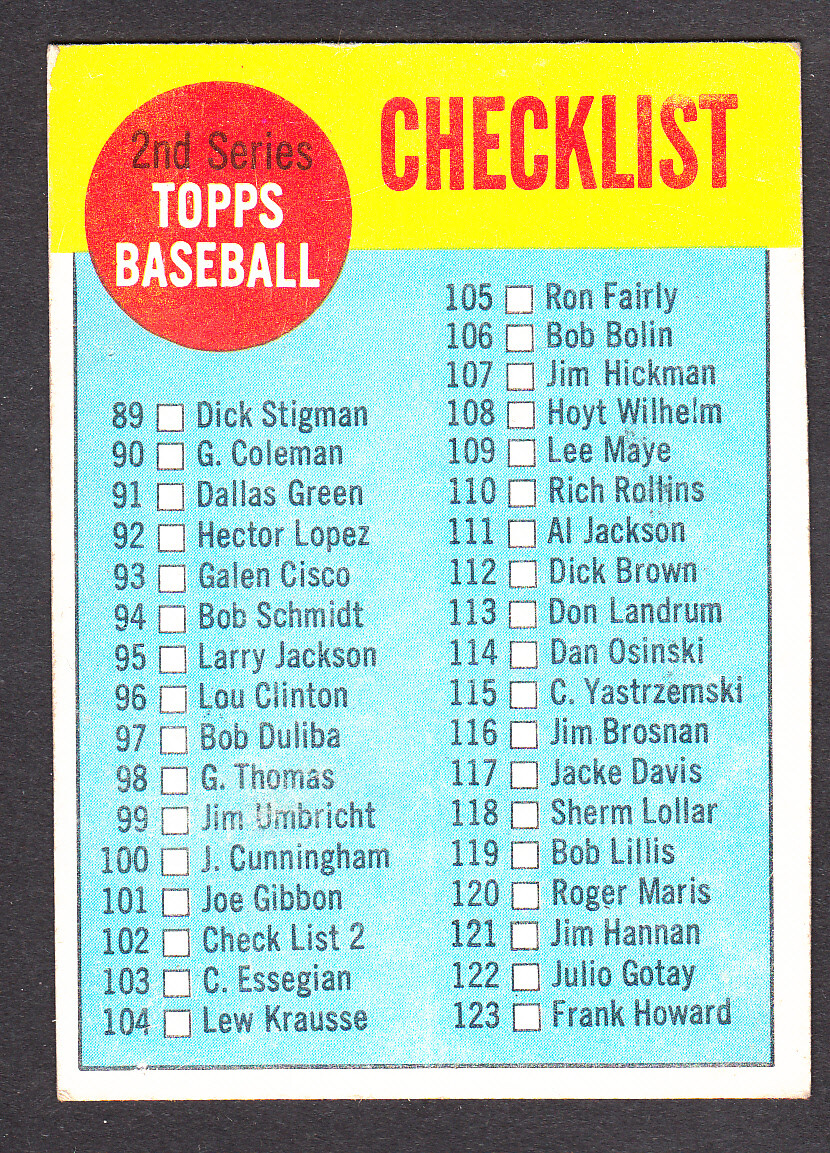 2nd Series
TOPPS
BASEBALL
CHECKLIST
89 Dick Stigman
90 G. Coleman
91 Dallas Green
92 Hector Lopez
93 Galen Cisco
94 Bob Schmidt
95 Larry Jackson
96 Lou Clinton
97 Bob Duliba
98 G. Thomas
99 Jim Umbricht
100 J. Cunningham
101 Joe Gibbon
102 Check List 2
103 C. Essegian
104 Lew Krausse
105 Ron Fairly
106 Bob Bolin
107 Jim Hickman
108 Hoyt Wilhelm
109 Lee Maye
110 Rich Rollins
111 Al Jackson
112 Dick Brown
113 Don Landrum
114 Dan Osinski
115 C. Yastrzemski
116 Jim Brosnan
117 Jacke Davis
118 Sherm Lollar
119 Bob Lillis
120 Roger Maris
121 Jim Hannan
122 Julio Gotay
123 Frank Howard